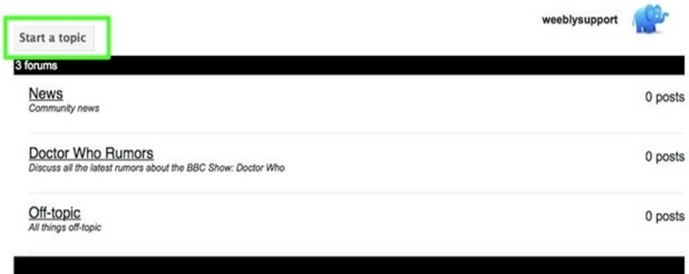 weeblysupport
Start a topic
3 forums
News
Community news
0 posts
Doctor Who Rumors
Discuss all the latest rumors about the BBC Show: Doctor Who
0 posts
Off-topic
All things off-topic
0 posts